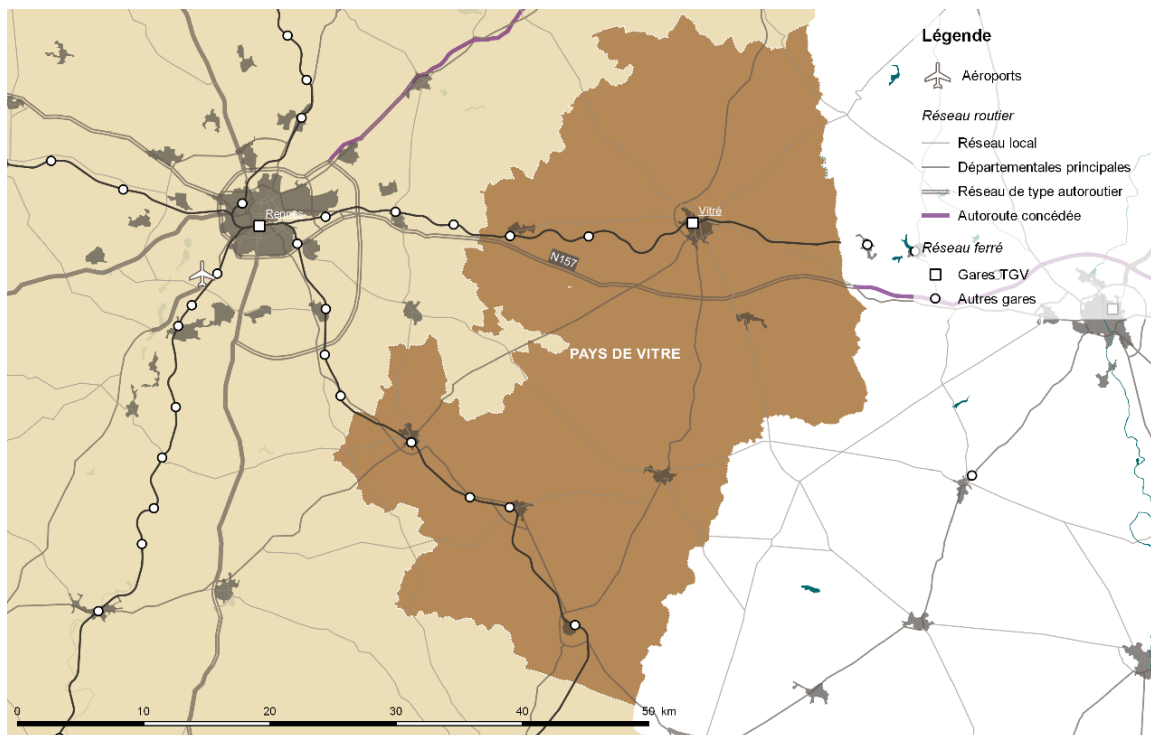 Légende
Aéroports
Réseau routier
Réseau local
Départementales principales
Réseau de type autoroutier
Autoroute concédée
Réseau ferré
Gares TGV
Autres gares
Rennes
Vitré
N157
PAYS DE VITRE
0 10 20 30 40 50 km